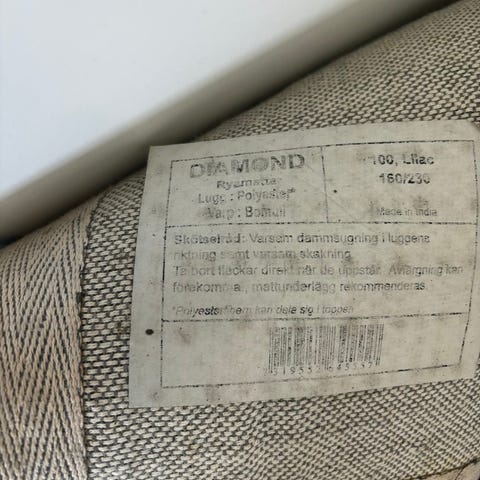 DIAMOND
Ryamatta
Lugg : Polyester*
Varp : Bomull
100, Lilac
160/230
Made in India
Skötselråd: Varsam dammsugning i luggens
riktning samt varsam skakning.
Ta bort fläckar direkt när de uppstår. Avfärgning kan
förekomma, mattunderlägg rekommenderas.
*Polyestertråden kan dela sig i toppen